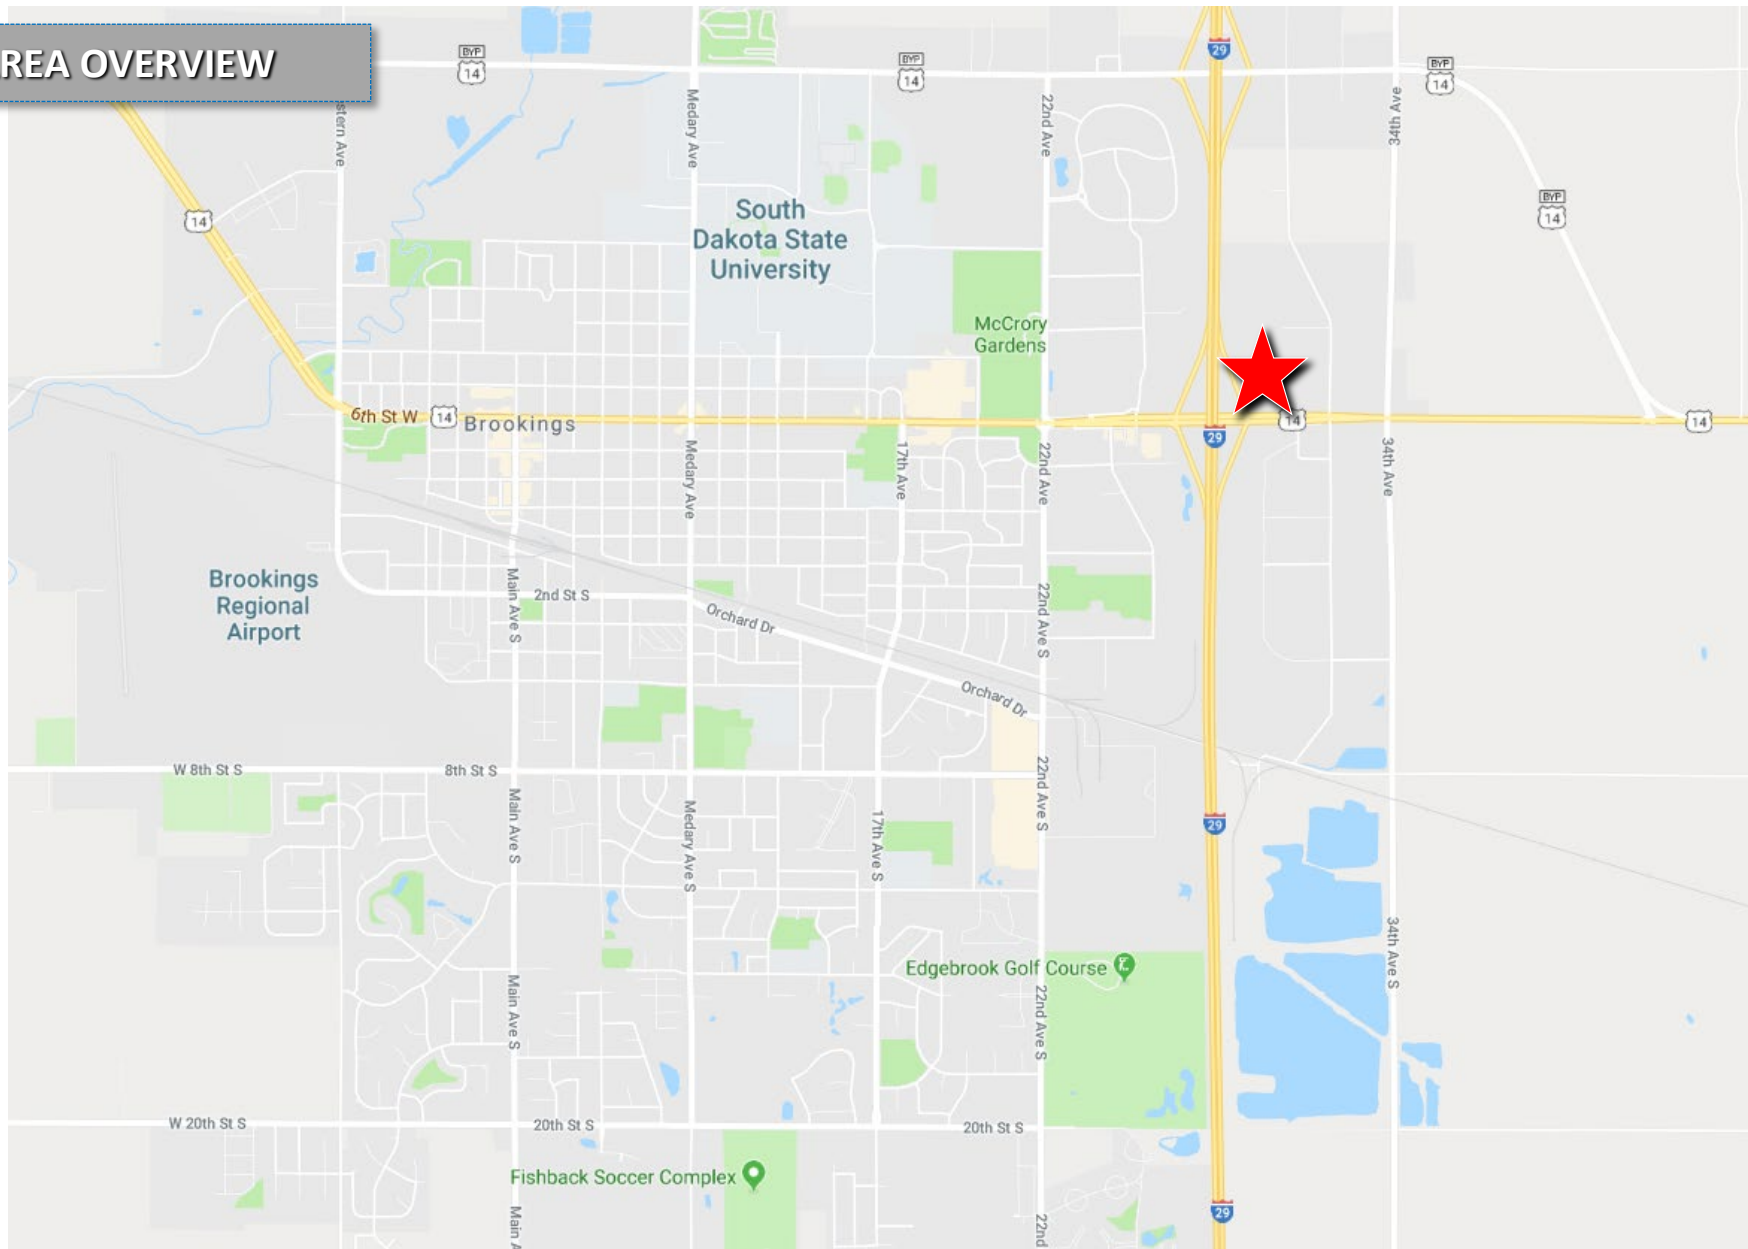 REA OVERVIEW
BYP
14
BYP
14
29
BYP
14
stern Ave
Medary Ave
22nd Ave
34th Ave
BYP
14
14
South
Dakota State
University
McCrory
Gardens
6th St W
14
Brookings
14
14
29
Medary Ave
17th Ave
22nd Ave
34th Ave
Brookings
Regional
Airport
Main Ave S
2nd St S
Orchard Dr
22nd Ave S
Orchard Dr
W 8th St S
8th St S
22nd Ave S
Main Ave S
Medary Ave S
17th Ave S
29
34th Ave S
Edgebrook Golf Course
Main Ave S
22nd Ave S
W 20th St S
20th St S
20th St S
Fishback Soccer Complex
Main A
22nd
29